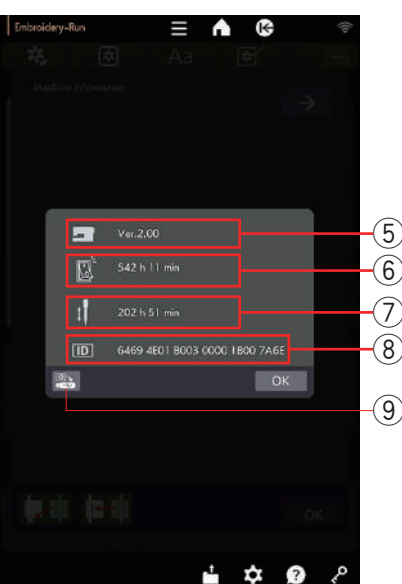 Embroidery-Run
Aa
Machine Information
Ver.2.00
5
542 h 11 min
6
202 h 51 min
7
ID
6469 4E01 8003 0000 1B00 7A6E
8
OK
9
OK
?